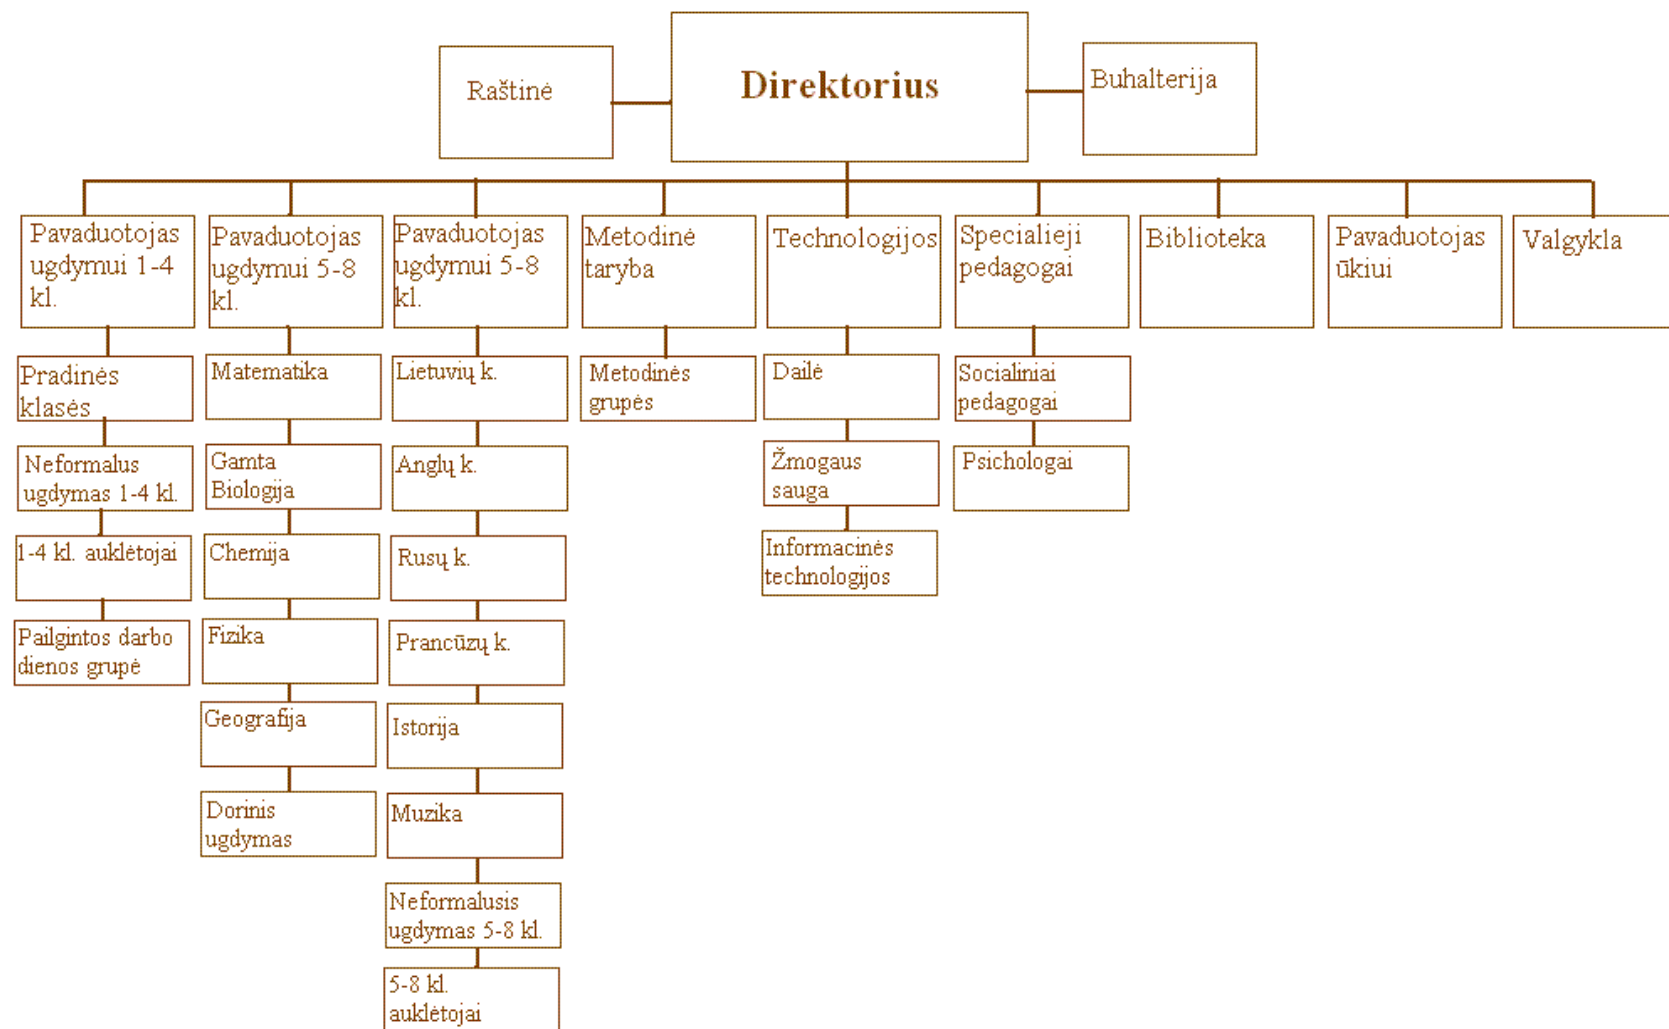 Raštinė
Direktorius
Buhalterija
Pavaduotojas
ugdymui 1-4
kl.
Pavaduotojas
ugdymui 5-8
kl.
Pavaduotojas
ugdymui 5-8
kl.
Metodinė
taryba
Technologijos
Specialieji
pedagogai
Biblioteka
Pavaduotojas
ūkiui
Valgykla
Pradinės
klasės
Neformalus
ugdymas 1-4 kl.
1-4 kl. auklėtojai
Pailgintos darbo
dienos grupė
Matematika
Gamta
Biologija
Chemija
Fizika
Geografija
Dorinis
ugdymas
Lietuvių k.
Anglų k.
Rusų k.
Prancūzų k.
Istorija
Muzika
Neformalusis
ugdymas 5-8 kl.
5-8 kl.
auklėtojai
Metodinės
grupės
Dailė
Žmogaus
sauga
Informacinės
technologijos
Socialiniai
pedagogai
Psichologai